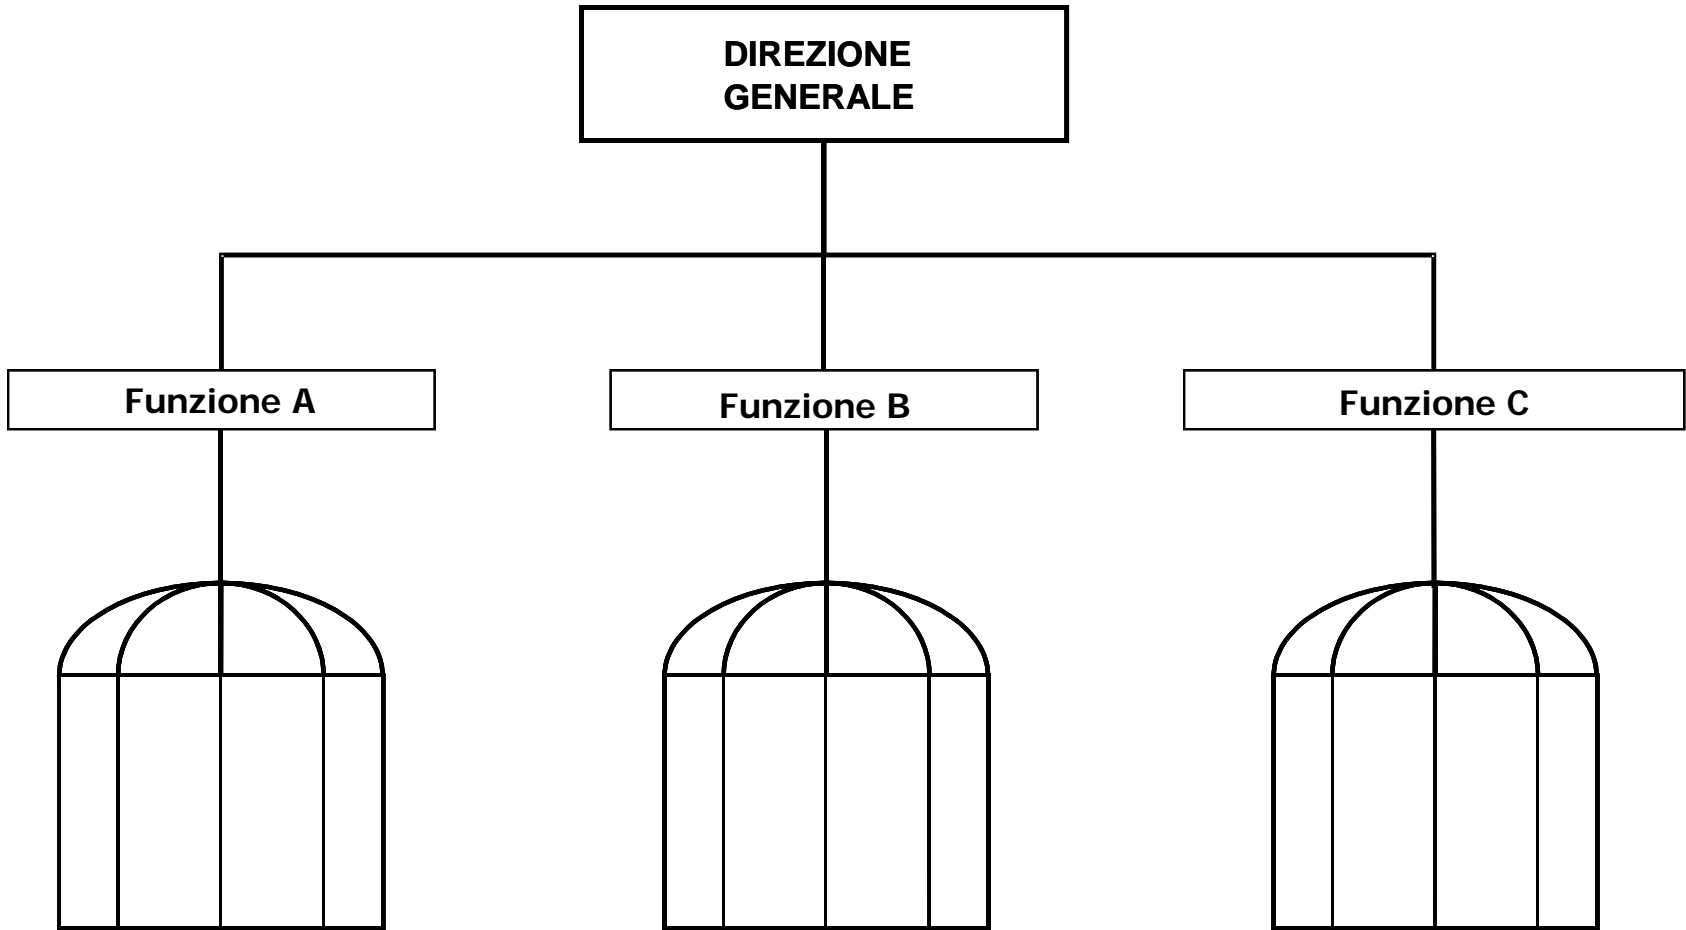 DIREZIONE
GENERALE
Funzione A
Funzione B
Funzione C